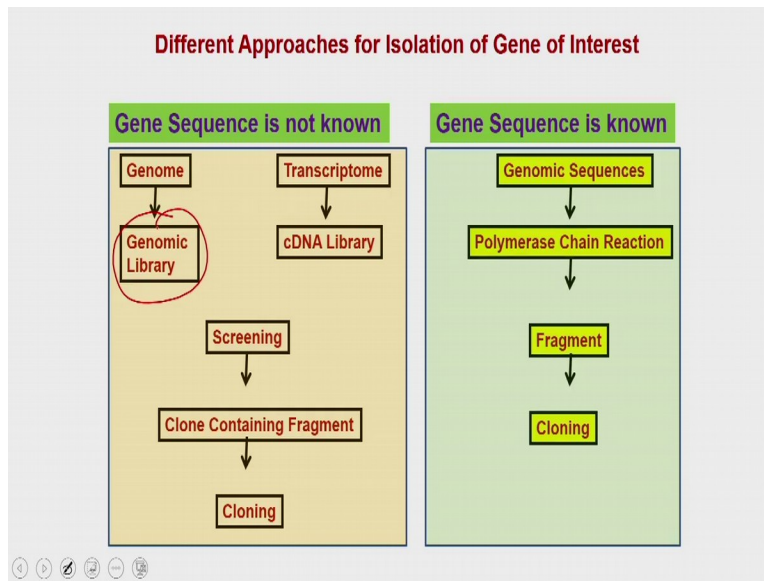 Different Approaches for Isolation of Gene of Interest
Gene Sequence is not known
Genome
Transcriptome
Genomic
Library
cDNA Library
Screening
Clone Containing Fragment
Cloning
Gene Sequence is known
Genomic Sequences
Polymerase Chain Reaction
Fragment
Cloning